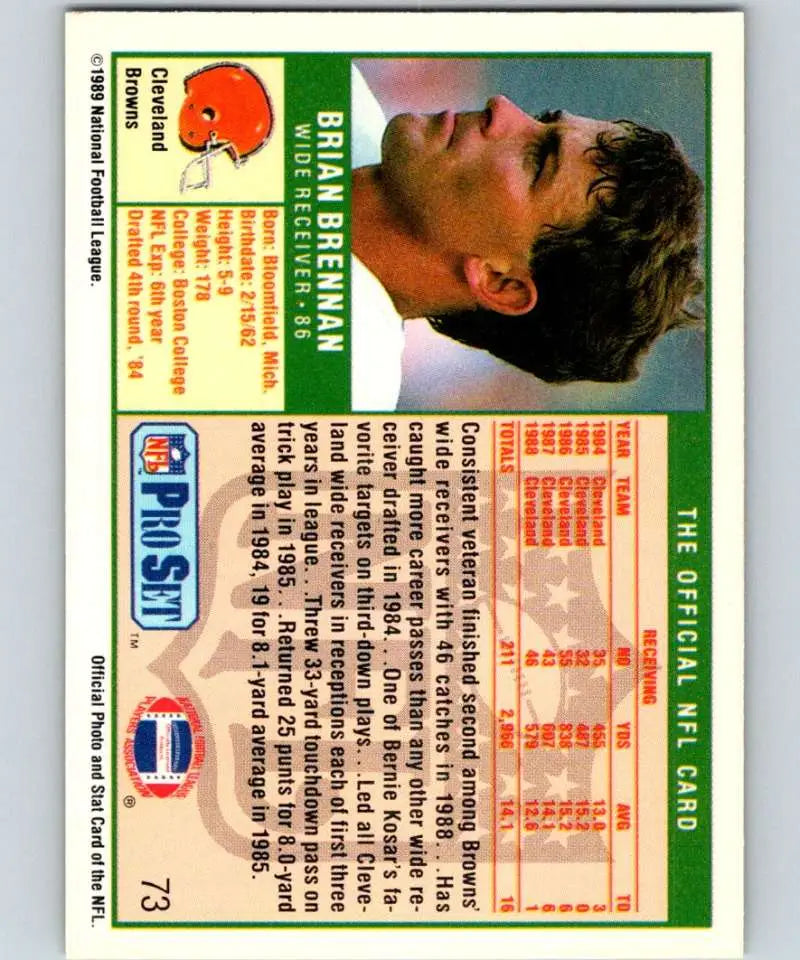 THE OFFICIAL NFL CARD
RECEIVING
YEAR TEAM NO YDS AVG TD
1984 Cleveland 35 455 13.0 3
1985 Cleveland 32 487 15.2 0
1986 Cleveland 55 838 15.2 6
1987 Cleveland 43 607 14.1 6
1988 Cleveland 46 579 12.6 1
TOTALS 211 2,966 14.1 16
Consistent veteran finished second among Browns'
wide receivers with 46 catches in 1988. . .Has
caught more career passes than any other wide re-
ceiver drafted in 1984. . .One of Bernie Kosar's fa-
vorite targets on third-down plays. . .Led all Cleve-
land wide receivers in receptions each of first three
years in league. . .Threw 33-yard touchdown pass on
trick play in 1985. . .Returned 25 punts for 8.0-yard
average in 1984, 19 for 8.1-yard average in 1985.
BRIAN BRENNAN
WIDE RECEIVER • 86
Cleveland
Browns
Born: Bloomfield, Mich.
Birthdate: 2/15/62
Height: 5-9
Weight: 178
College: Boston College
NFL Exp: 6th year
Drafted 4th round, '84
NFL PRO SET ™
NATIONAL FOOTBALL LEAGUE
PLAYERS ASSOCIATION ®
73
©1989 National Football League.
Official Photo and Stat Card of the NFL.